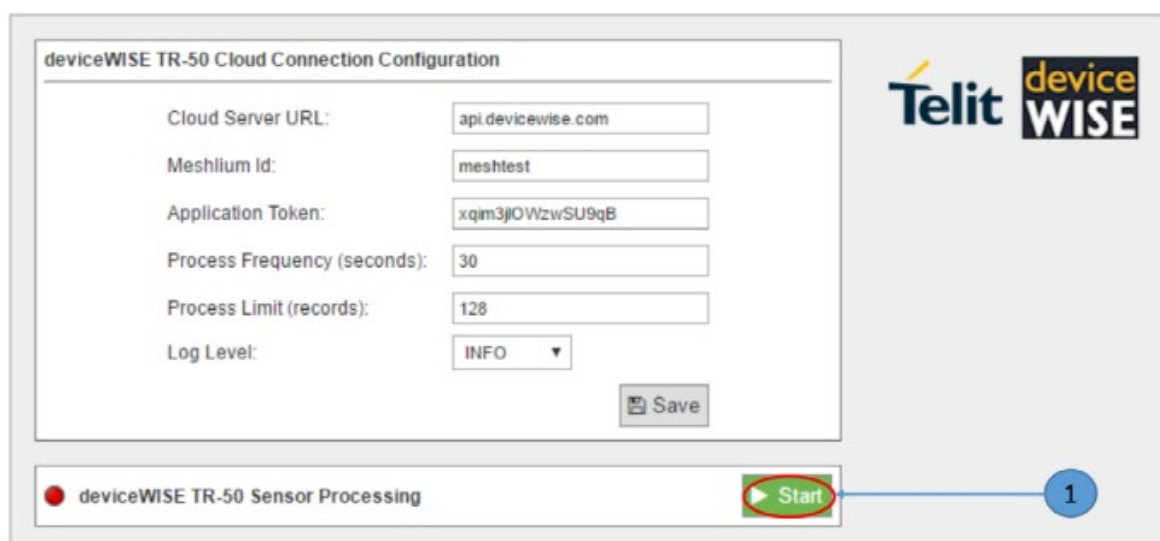 deviceWISE TR-50 Cloud Connection Configuration
Cloud Server URL: api.devicewise.com
Meshlium Id: meshtest
Application Token: xqim3jlOWzwSU9qB
Process Frequency (seconds): 30
Process Limit (records): 128
Log Level: INFO
Save
deviceWISE TR-50 Sensor Processing
Start
1
Telit
device
WISE